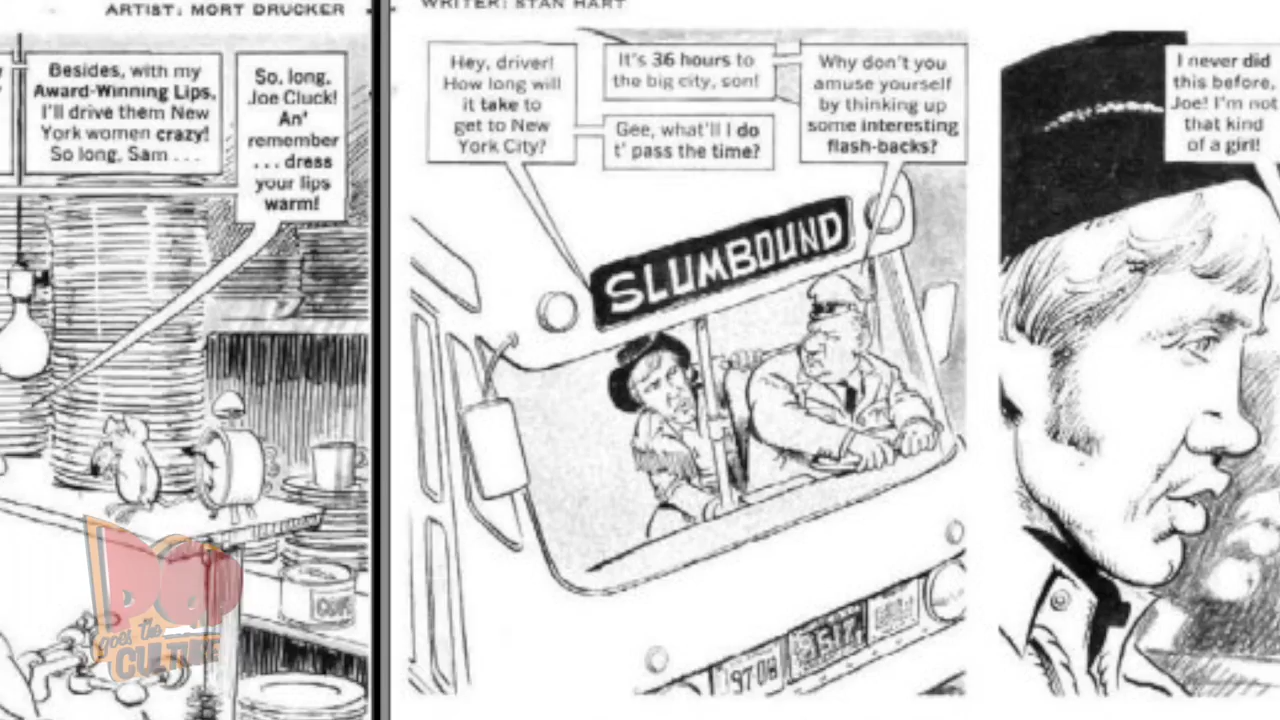 ARTIST: MORT DRUCKER
WRITER: STAN HART
Besides, with my
Award-Winning Lips,
I'll drive them New
York women crazy!
So long, Sam . . .
So. long,
Joe Cluck!
An'
remember
. . . dress
your lips
warm!
Hey, driver!
How long will
it take to
get to New
York City?
It's 36 hours to
the big city, son!
Gee, what'll I do
t' pass the time?
Why don't you
amuse yourself
by thinking up
some interesting
flash-backs?
SLUMBOUND
I never did
this before,
Joe! I'm not
that kind
of a girl!
POP
goes the
CULTURE